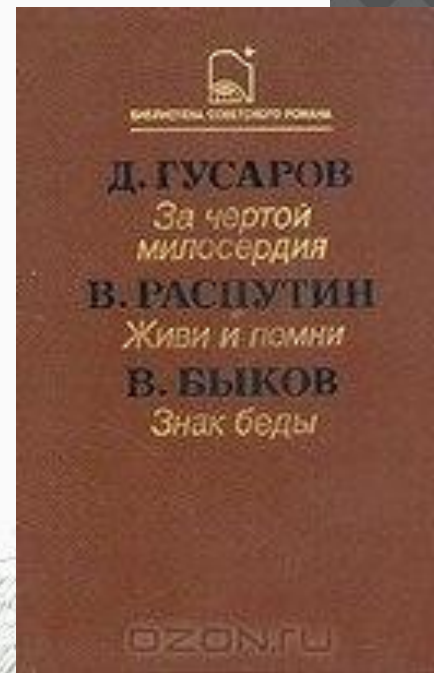 БИБЛИОТЕКА СОВЕТСКОГО РОМАНА
Д. ГУСАРОВ
За чертой
милосердия
В. РАСПУТИН
Живи и помни
В. БЫКОВ
Знак беды
OZON.ru